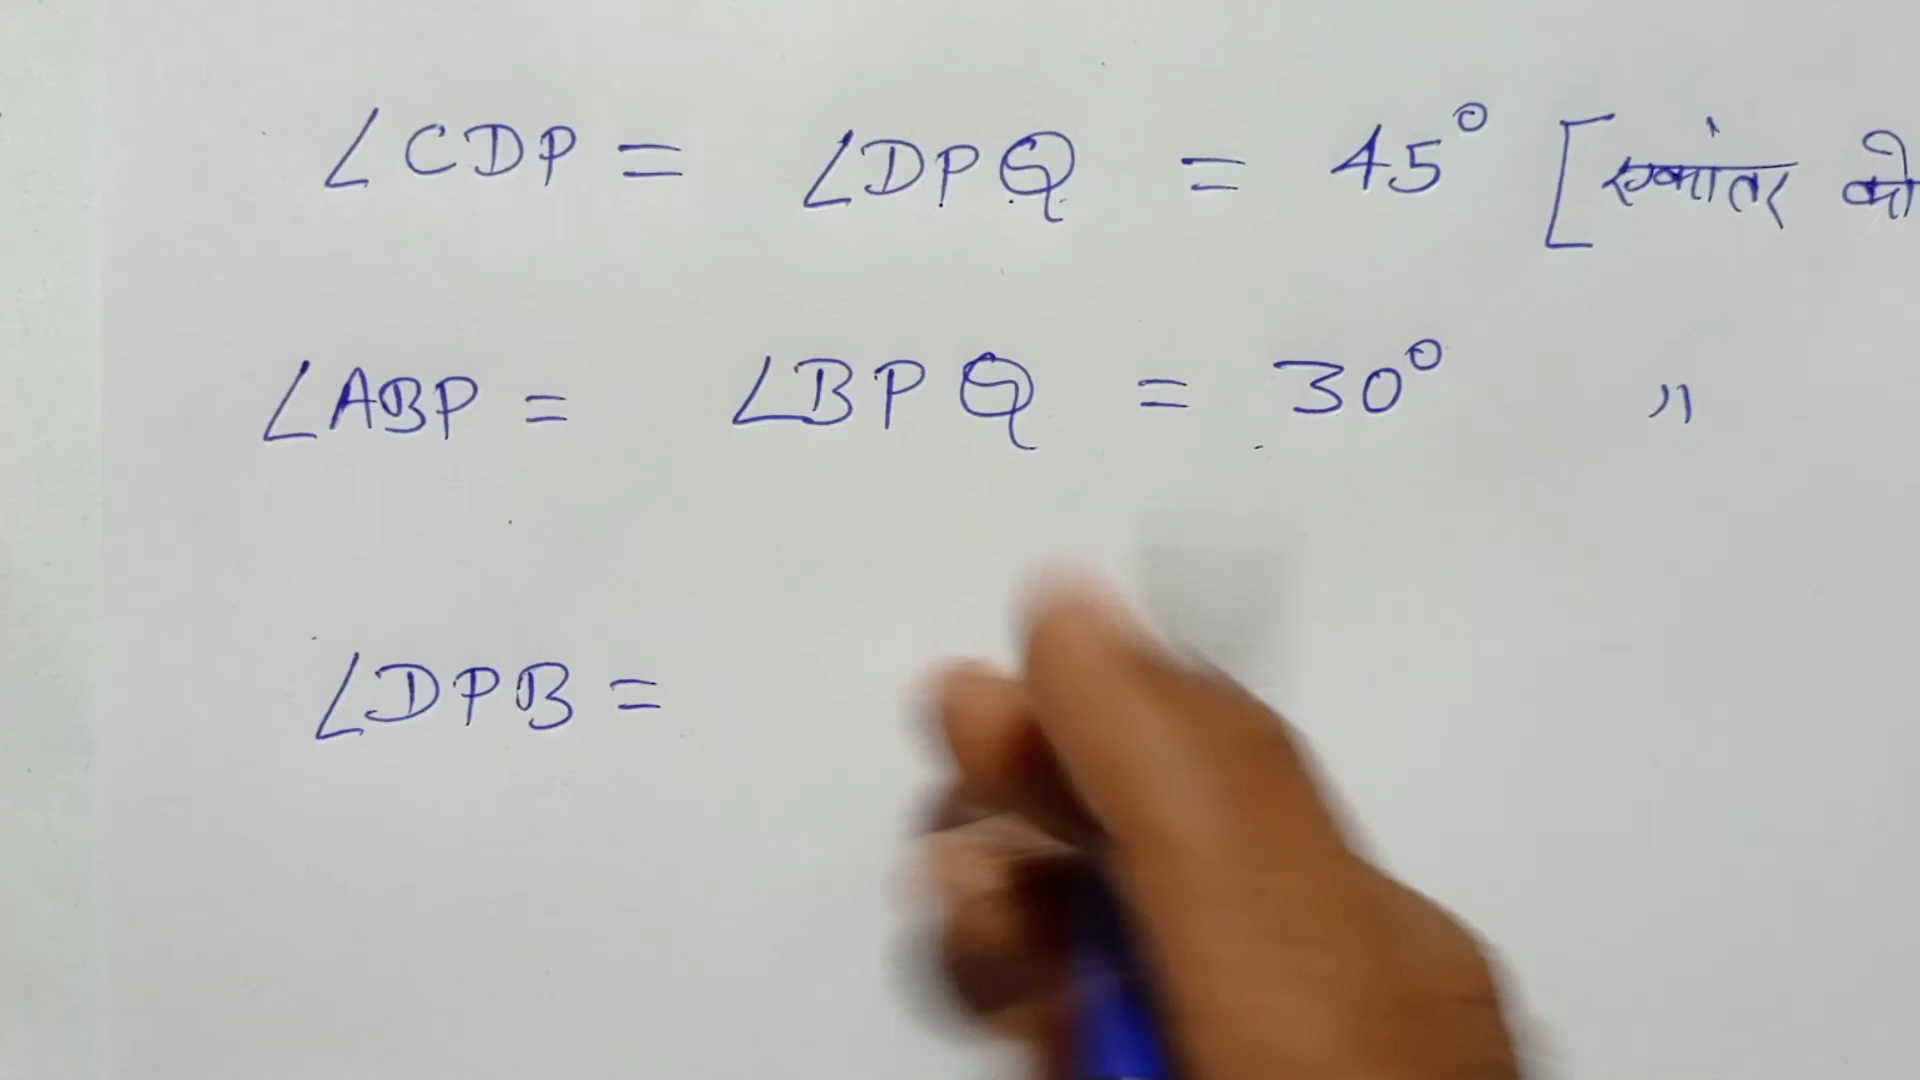 ∠CDP = ∠DPQ = 45° [एकांतर को
∠ABP = ∠BPQ = 30° "
∠DPB =